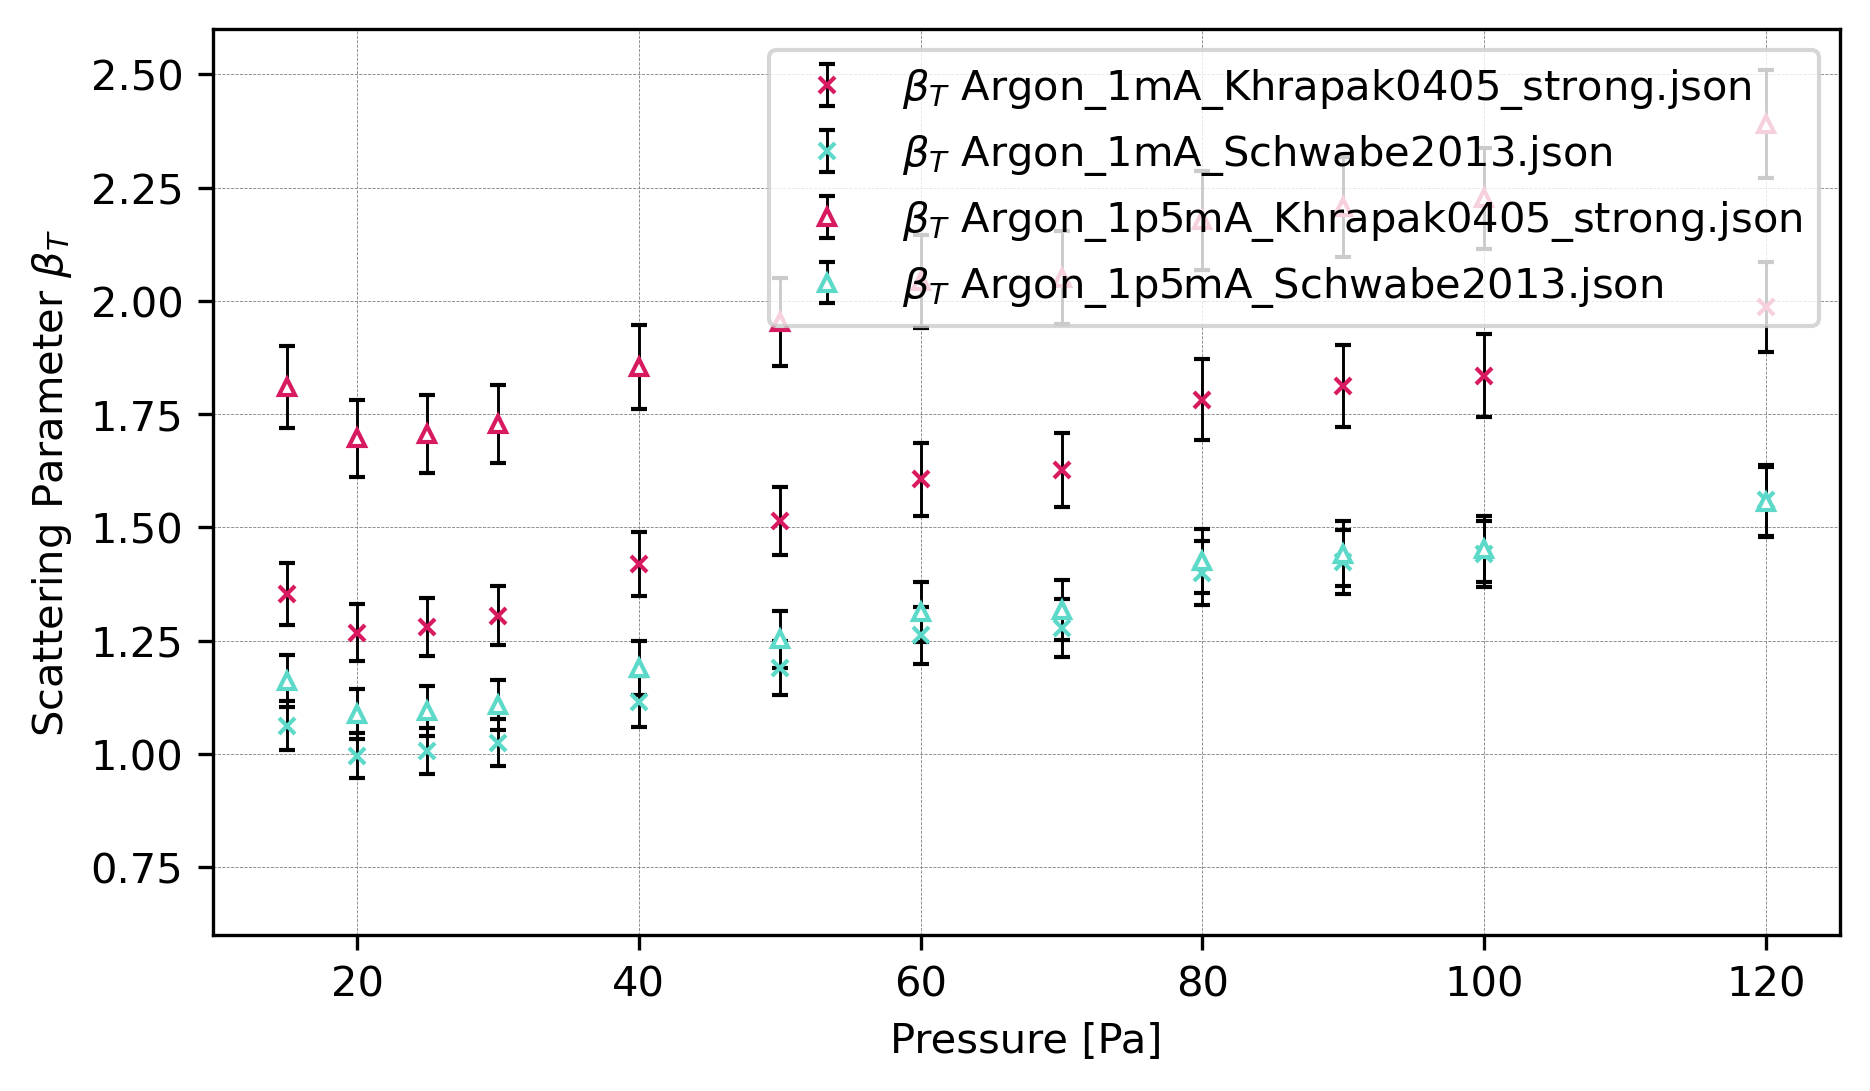 2.50
2.25
2.00
1.75
1.50
1.25
1.00
0.75
Scattering Parameter β_T
β_T Argon_1mA_Khrapak0405_strong.json
β_T Argon_1mA_Schwabe2013.json
β_T Argon_1p5mA_Khrapak0405_strong.json
β_T Argon_1p5mA_Schwabe2013.json
20 40 60 80 100 120
Pressure [Pa]